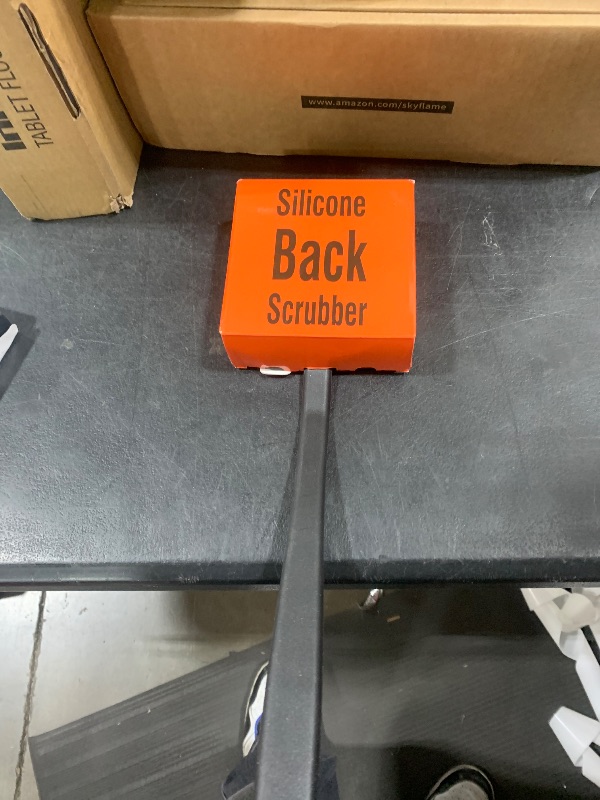 www.amazon.com/skyflame
TABLET FLO
Silicone
Back
Scrubber